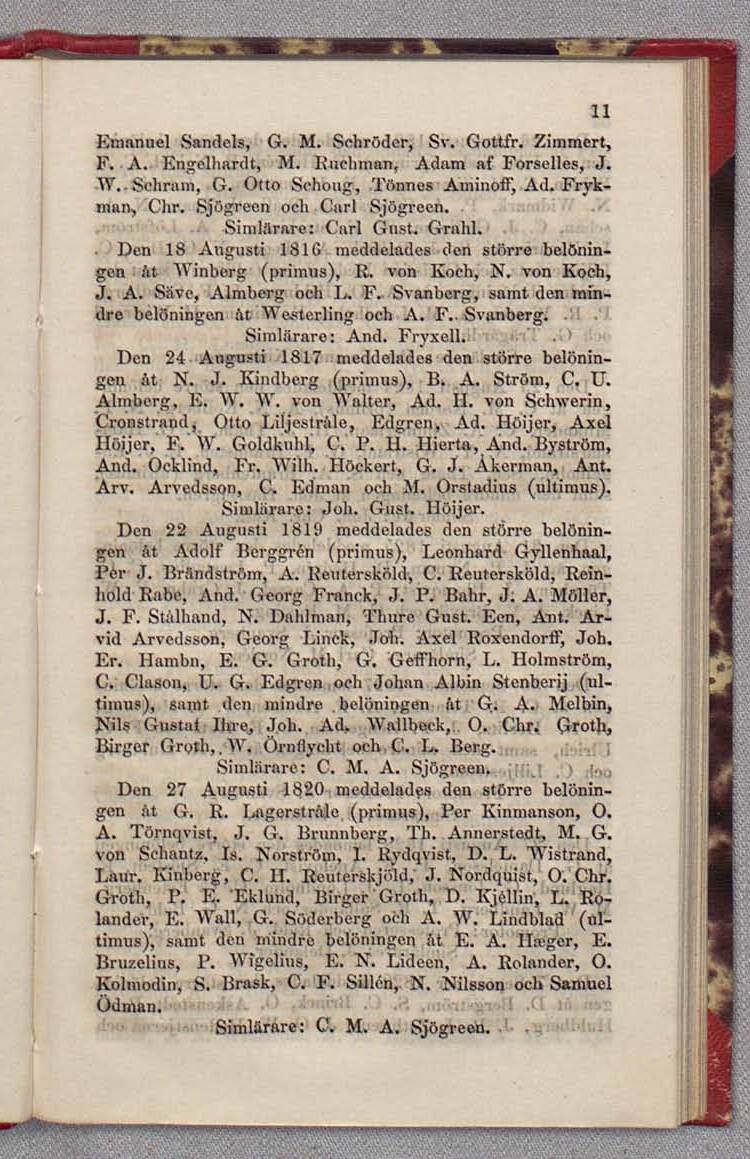 11
Emanuel Sandels, G. M. Schröder, Sv. Gottfr. Zimmert,
F. A. Engelhardt, M. Ruchman, Adam af Forselles, J.
W. Schram, G. Otto Schoug, Tönnes Aminoff, Ad. Fryk-
man, Chr. Sjögreen och Carl Sjögreen.
Simlärare: Carl Gust. Grahl.
Den 18 Augusti 1816 meddelades den större belönin-
gen åt Winberg (primus), R. von Koch, N. von Koch,
J. A. Säve, Almberg och L. F. Svanberg, samt den min-
dre belöningen åt Westerling och A. F. Svanberg.
Simlärare: And. Fryxell.
Den 24 Augusti 1817 meddelades den större belönin-
gen åt N. J. Kindberg (primus), B. A. Ström, C. U.
Almberg, E. W. W. von Walter, Ad. H. von Schwerin,
Cronstrand, Otto Liljestråle, Edgren, Ad. Höijer, Axel
Höijer, F. W. Goldkuhl, C. P. H. Hierta, And. Byström,
And. Ocklind, Fr. Wilh. Höckert, G. J. Åkerman, Ant.
Arv. Arvedsson, C. Edman och M. Orstadius (ultimus).
Simlärare: Joh. Gust. Höijer.
Den 22 Augusti 1819 meddelades den större belönin-
gen åt Adolf Berggrén (primus), Leonhard Gyllenhaal,
Per J. Brändström, A. Reutersköld, C. Reutersköld, Rein-
hold Rabe, And. Georg Franck, J. P. Bahr, J. A. Möller,
J. F. Stålhand, N. Dahlman, Thure Gust. Een, Ant. Ar-
vid Arvedsson, Georg Linck, Joh. Axel Roxendorff, Joh.
Er. Hambn, E. G. Groth, G. Geffhorn, L. Holmström,
C. Clason, U. G. Edgren och Johan Albin Stenberij (ul-
timus), samt den mindre belöningen åt G. A. Melbin,
Nils Gustaf Ihre, Joh. Ad. Wallbeck, O. Chr. Groth,
Birger Groth, W. Örnflycht och C. L. Berg.
Simlärare: C. M. A. Sjögreen.
Den 27 Augusti 1820 meddelades den större belönin-
gen åt G. R. Lagerstråle (primus), Per Kinmanson, O.
A. Törnqvist, J. G. Brunnberg, Th. Annerstedt, M. G.
von Schantz, Is. Norström, I. Rydqvist, D. L. Wistrand,
Laur. Kinberg, C. H. Reuterskjöld, J. Nordquist, O. Chr.
Groth, P. E. Eklund, Birger Groth, D. Kjéllin, L. Ro-
lander, E. Wall, G. Söderberg och A. W. Lindblad (ul-
timus), samt den mindre belöningen åt E. A. Hæger, E.
Bruzelius, P. Wigelius, E. N. Lideen, A. Rolander, O.
Kolmodin, S. Brask, C. F. Sillén, N. Nilsson och Samuel
Ödman.
Simlärare: C. M. A. Sjögreen.